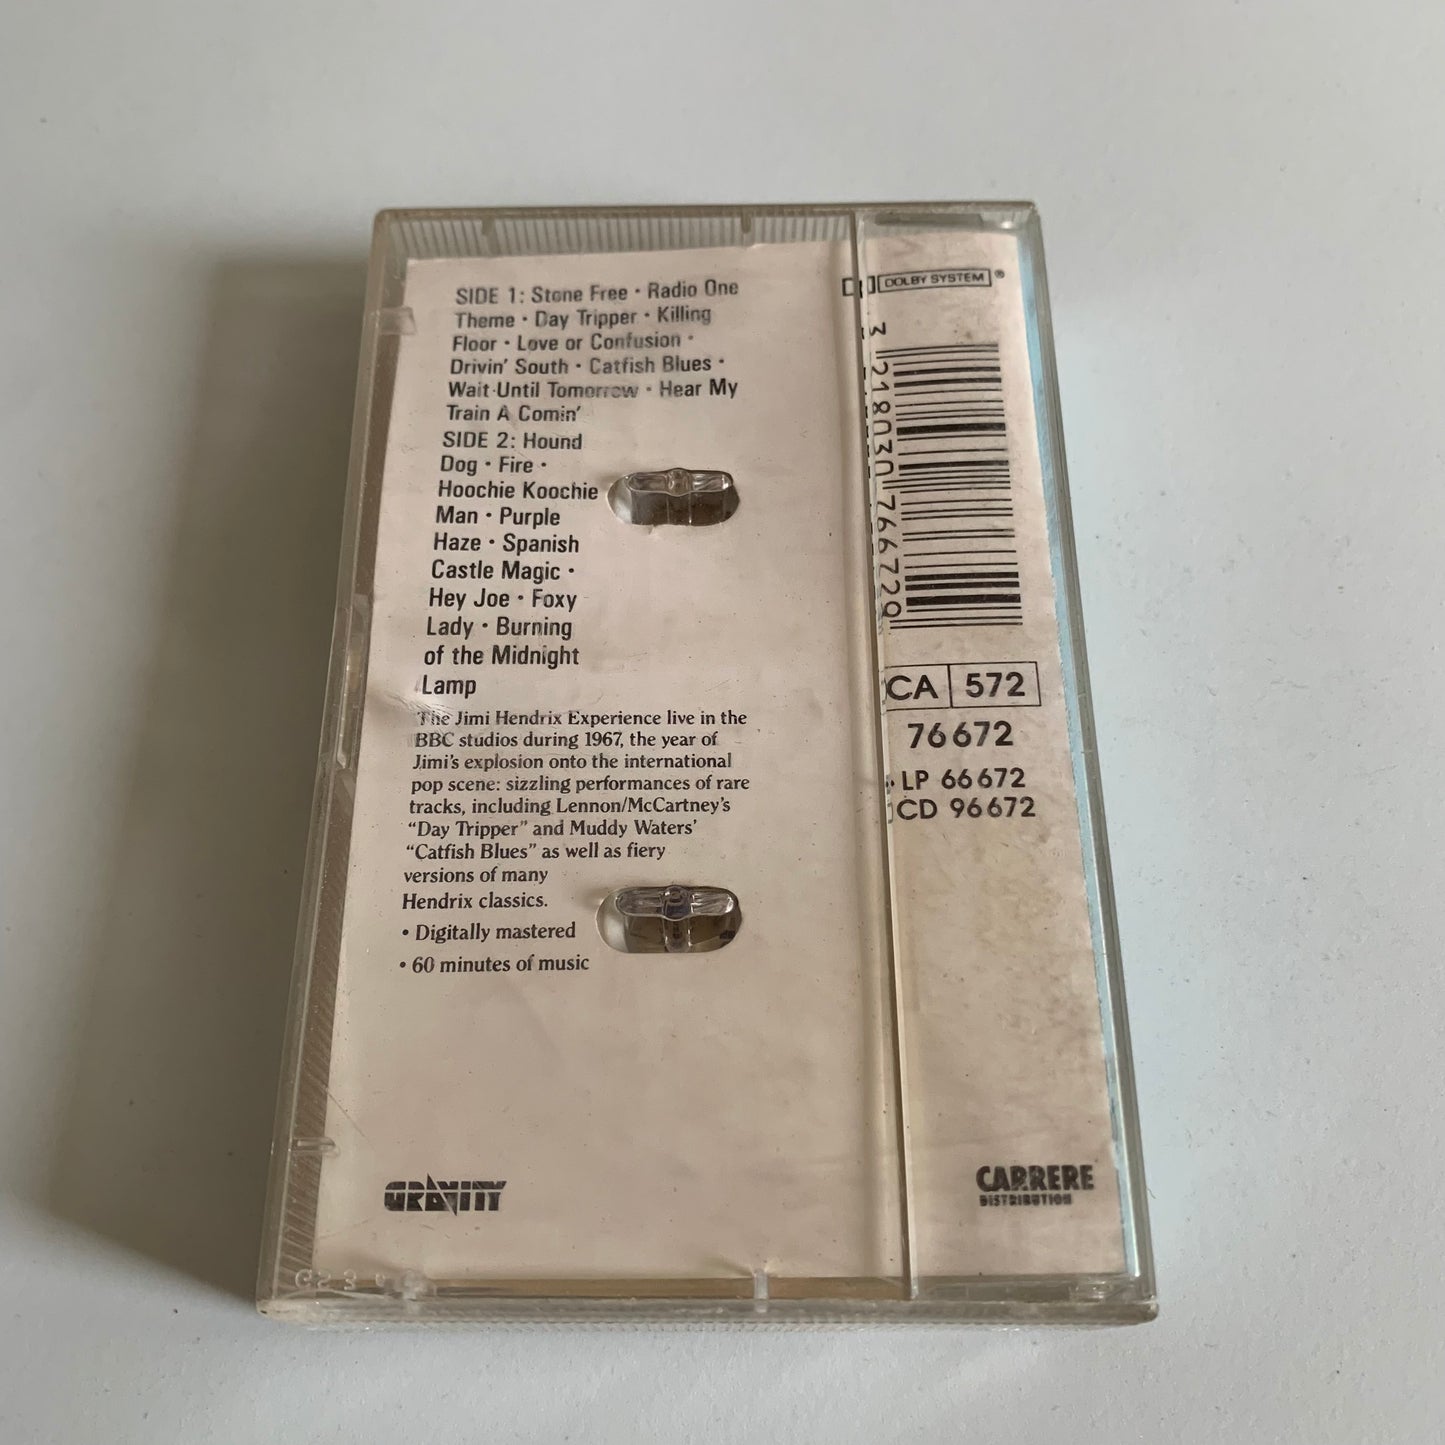 SIDE 1: Stone Free • Radio One
Theme • Day Tripper • Killing
Floor • Love or Confusion •
Drivin' South • Catfish Blues •
Wait Until Tomorrow • Hear My
Train A Comin'
SIDE 2: Hound
Dog • Fire •
Hoochie Koochie
Man • Purple
Haze • Spanish
Castle Magic •
Hey Joe • Foxy
Lady • Burning
of the Midnight
Lamp
The Jimi Hendrix Experience live in the
BBC studios during 1967, the year of
Jimi's explosion onto the international
pop scene: sizzling performances of rare
tracks, including Lennon/McCartney's
"Day Tripper" and Muddy Waters'
"Catfish Blues" as well as fiery
versions of many
Hendrix classics.
• Digitally mastered
• 60 minutes of music
GRAVITY
DOLBY SYSTEM ®
3 218030 766729
CA 572
76672
LP 66672
CD 96672
CARRERE
DISTRIBUTION